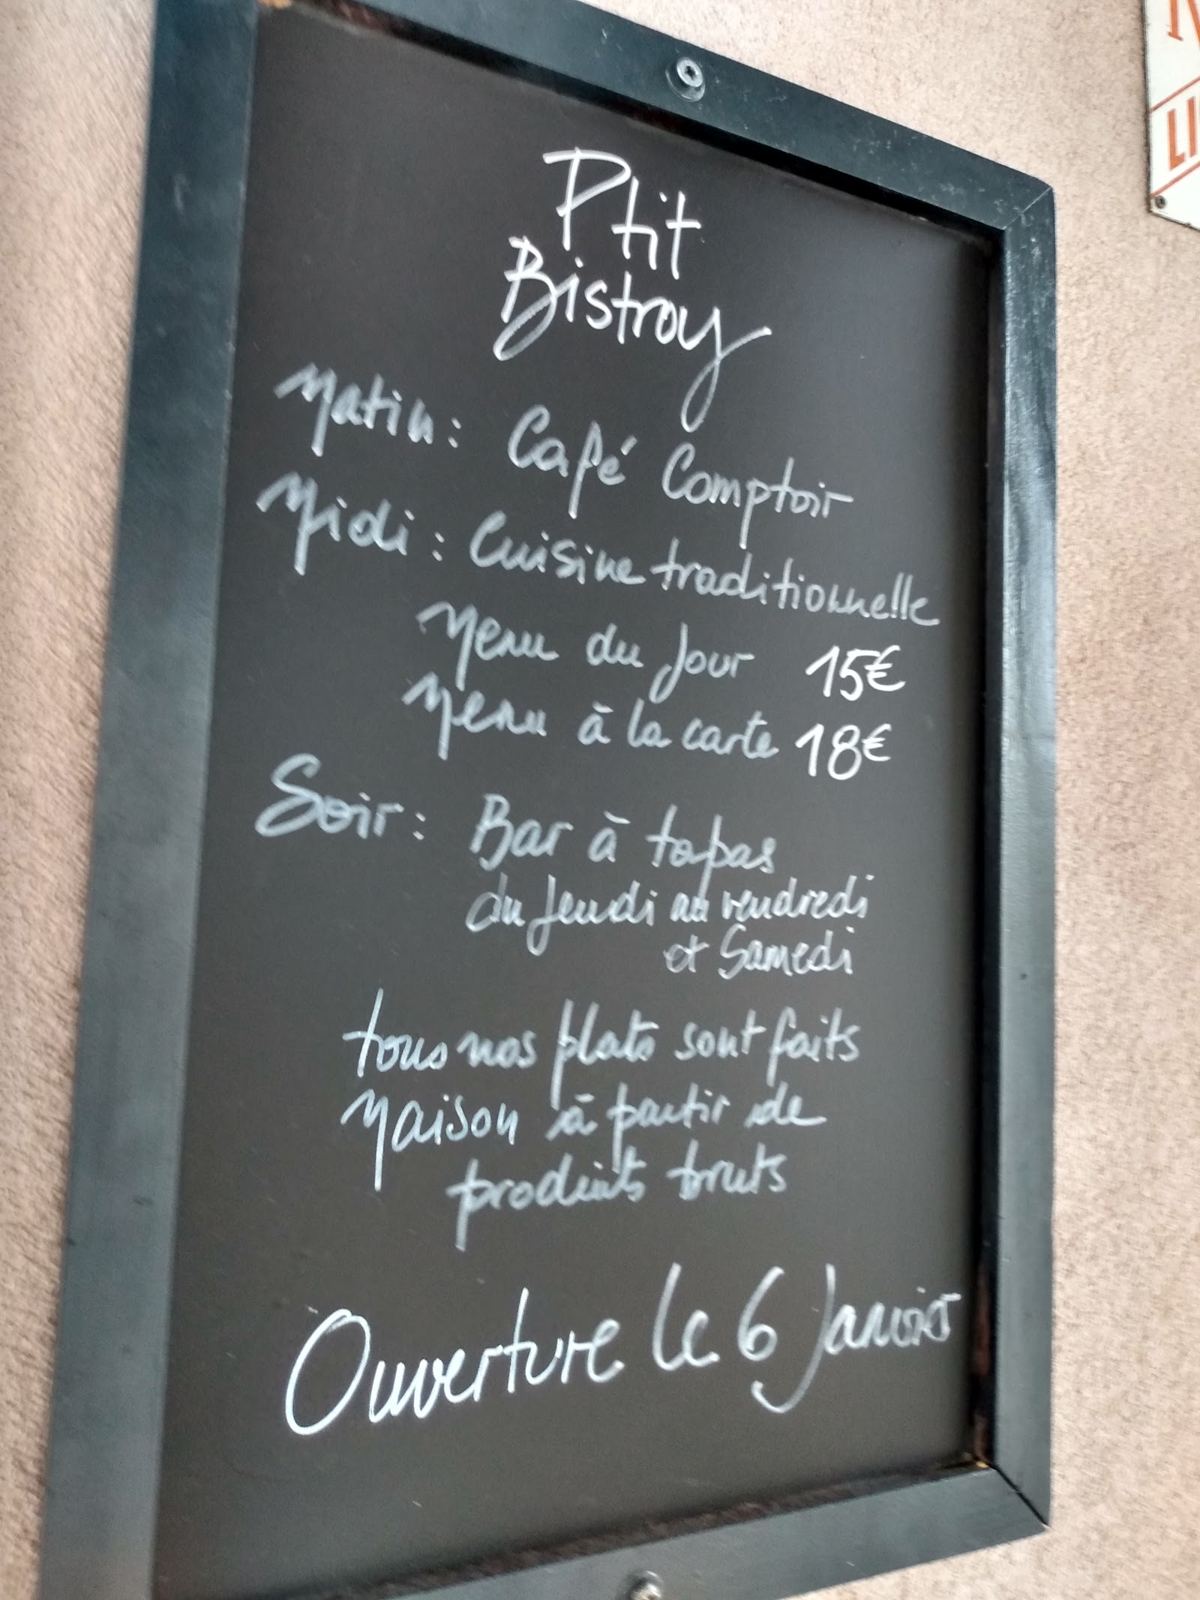 Ptit
Bistroy
Matin : Café Comptoir
Midi : Cuisine traditionnelle
Menu du Jour 15€
Menu à la carte 18€
Soir : Bar à tapas
du Jeudi au vendredi
et Samedi
tous nos plats sont faits
Maison à partir de
produits bruts
Ouverture le 6 Janvier
LI